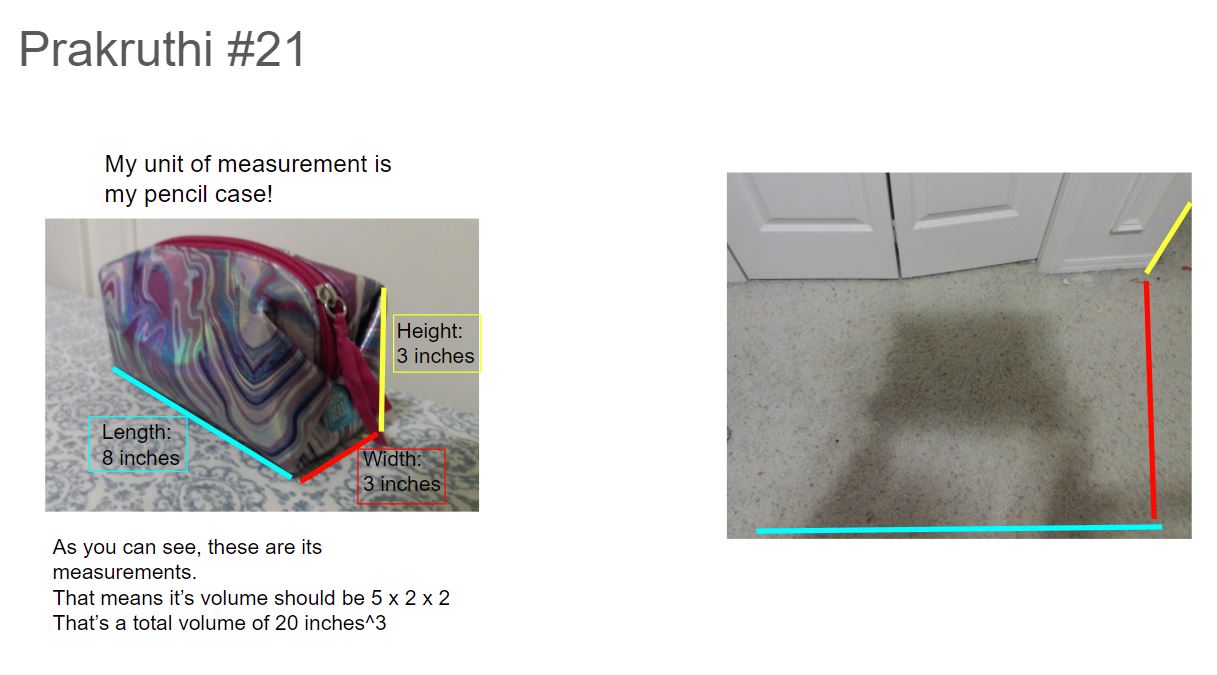 Prakruthi #21
My unit of measurement is
my pencil case!
Height:
3 inches
Length:
8 inches
Width:
3 inches
As you can see, these are its
measurements.
That means it’s volume should be 5 x 2 x 2
That’s a total volume of 20 inches^3